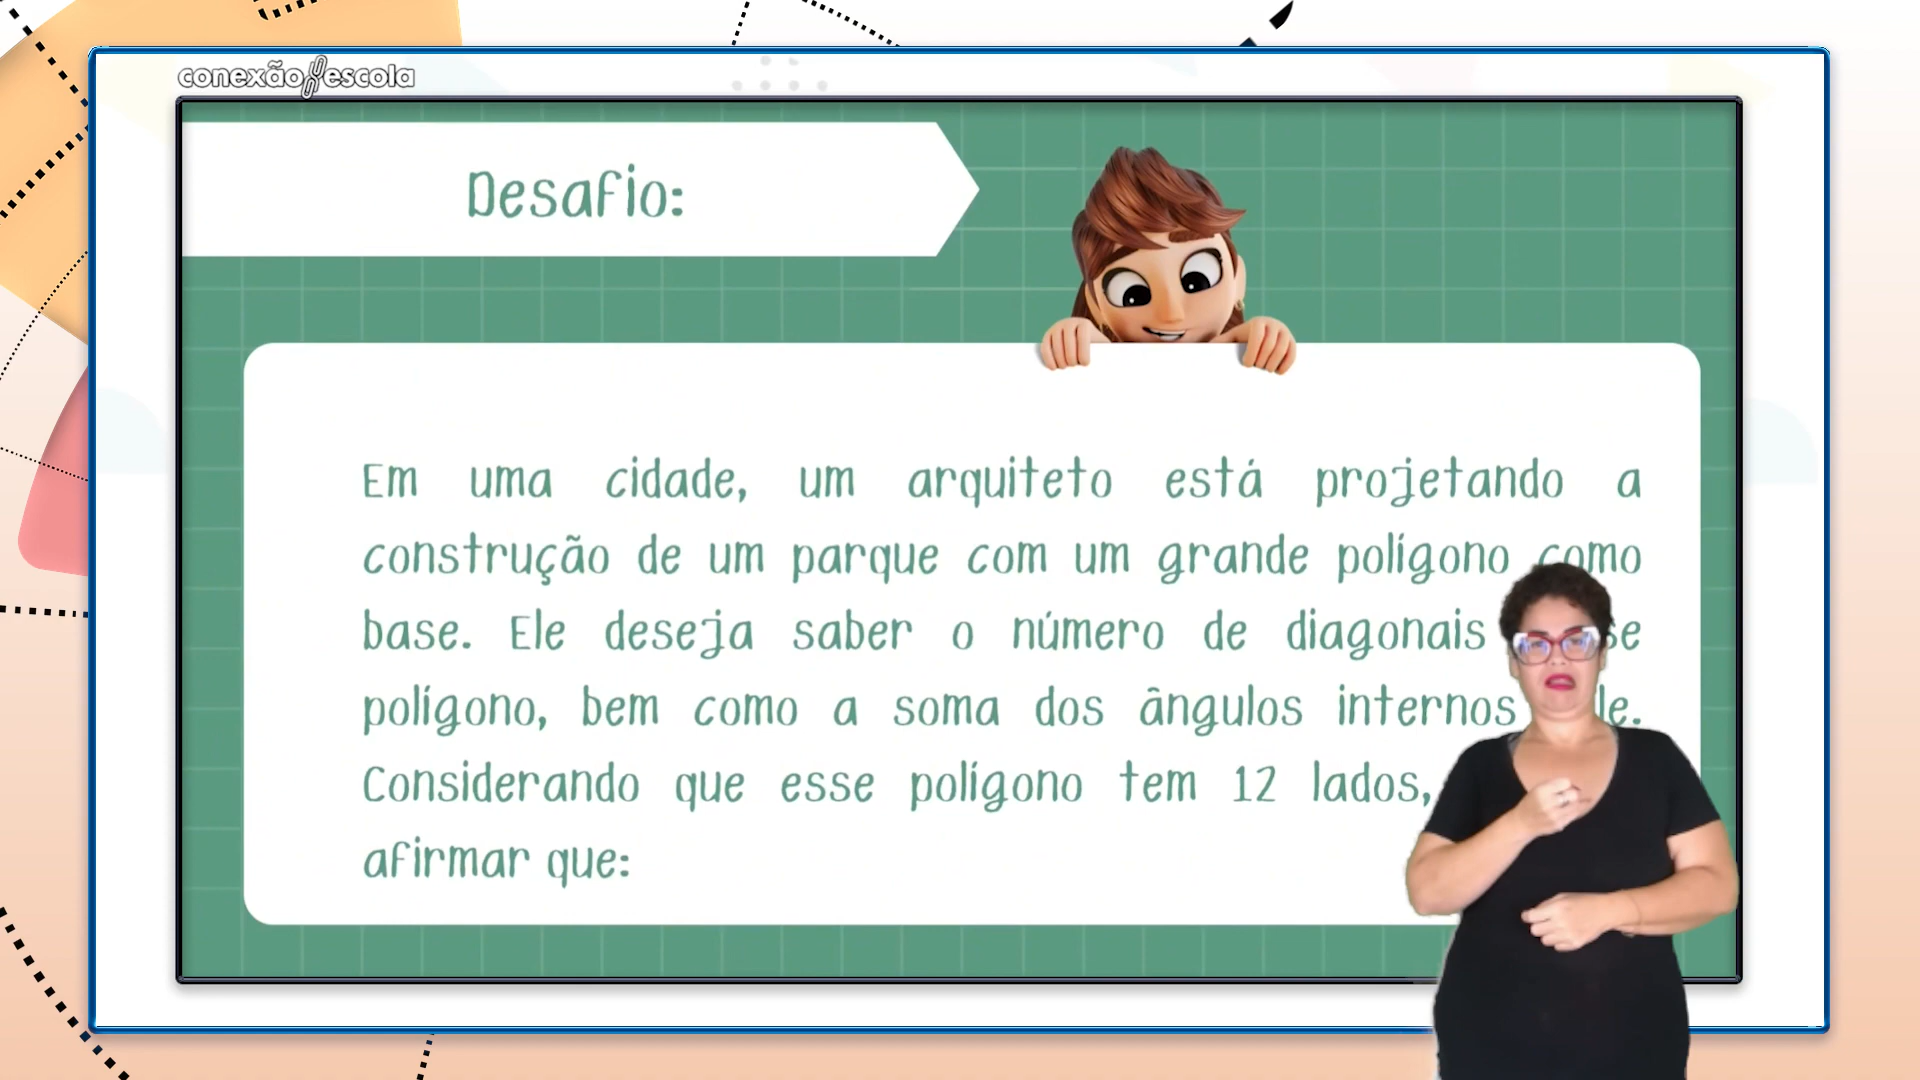 conexão escola
Desafio:
Em uma cidade, um arquiteto está projetando a
construção de um parque com um grande polígono como
base. Ele deseja saber o número de diagonais
polígono, bem como a soma dos ângulos internos
Considerando que esse polígono tem 12 lados,
afirmar que: